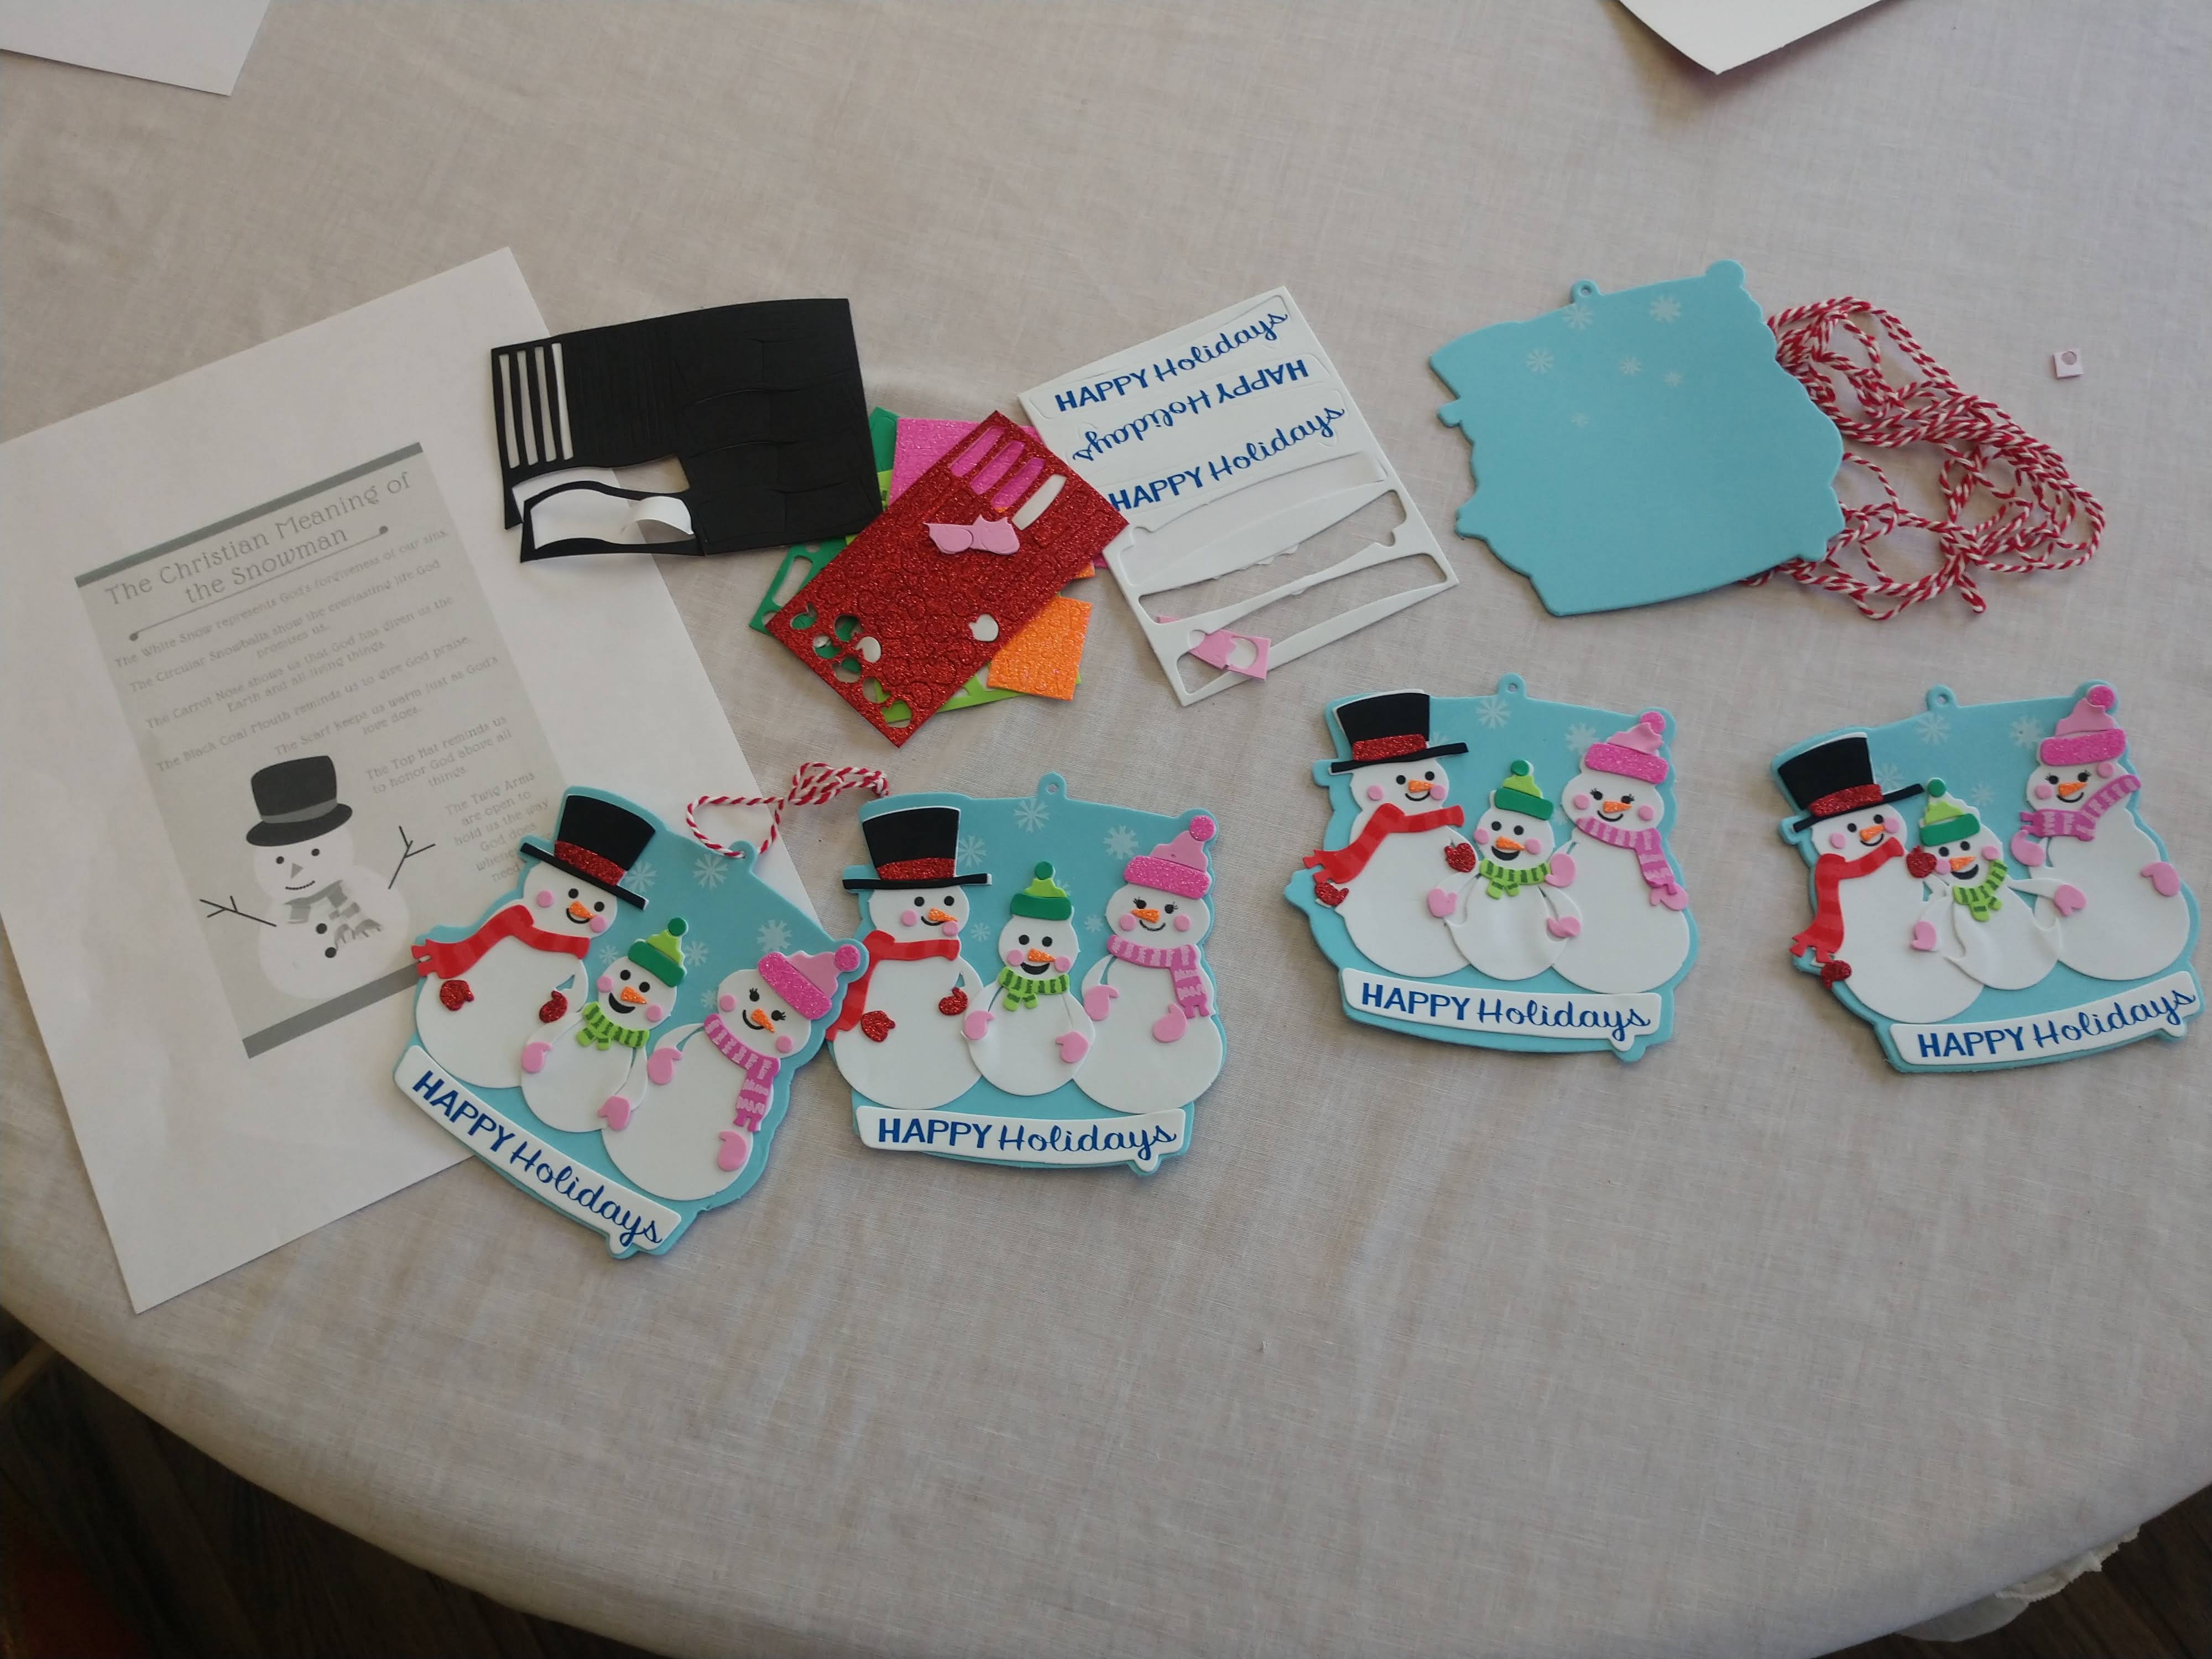 The Christian Meaning of
the Snowman
The White Snow represents God's forgiveness of our sins.
The Circular Snowballs show the everlasting life God
promises us.
The Carrot Nose shows us that God has given us the
Earth and all living things.
The Black Coal Mouth reminds us to give God praise.
The Scarf keeps us warm just as God's
love does.
The Top Hat reminds us
to honor God above all
things.
The Twig Arms
are open to
hold us the way
God does
when
need
HAPPY Holidays
HAPPY Holidays
HAPPY Holidays
HAPPY Holidays
HAPPY Holidays
HAPPY Holidays
HAPPY Holidays